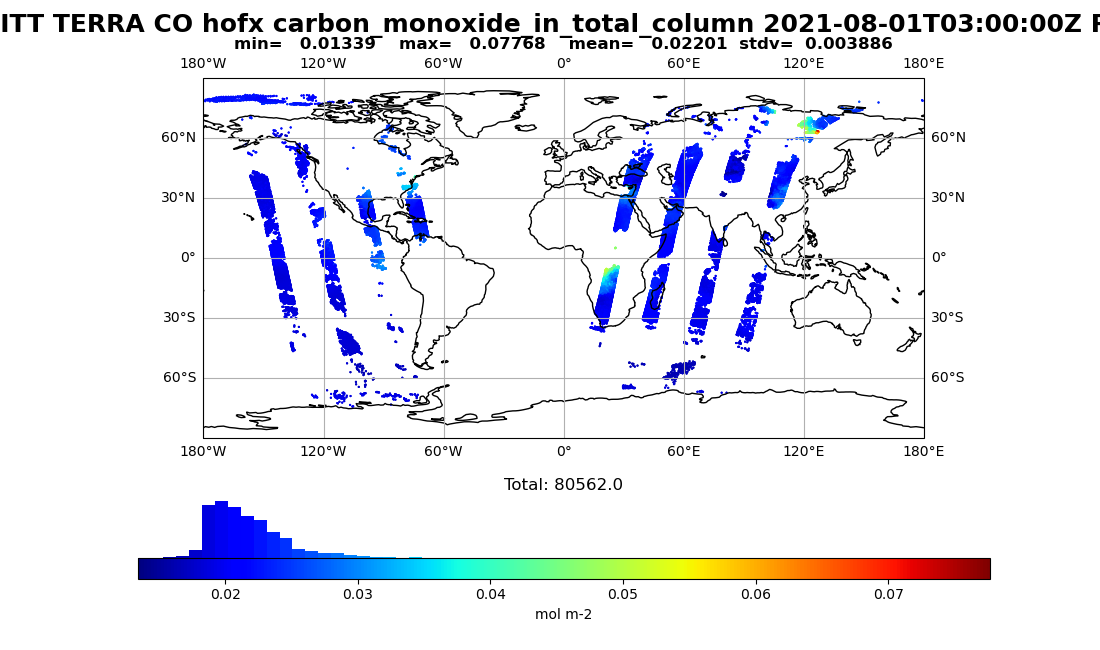 ITT TERRA CO hofx carbon_monoxide_in_total_column 2021-08-01T03:00:00Z
min= 0.01339 max= 0.07768 mean= 0.02201 stdv= 0.003886
180°W 120°W 60°W 0° 60°E 120°E 180°E
60°N 60°N
30°N 30°N
0° 0°
30°S 30°S
60°S 60°S
180°W 120°W 60°W 0° 60°E 120°E 180°E
Total: 80562.0
0.02 0.03 0.04 0.05 0.06 0.07
mol m-2